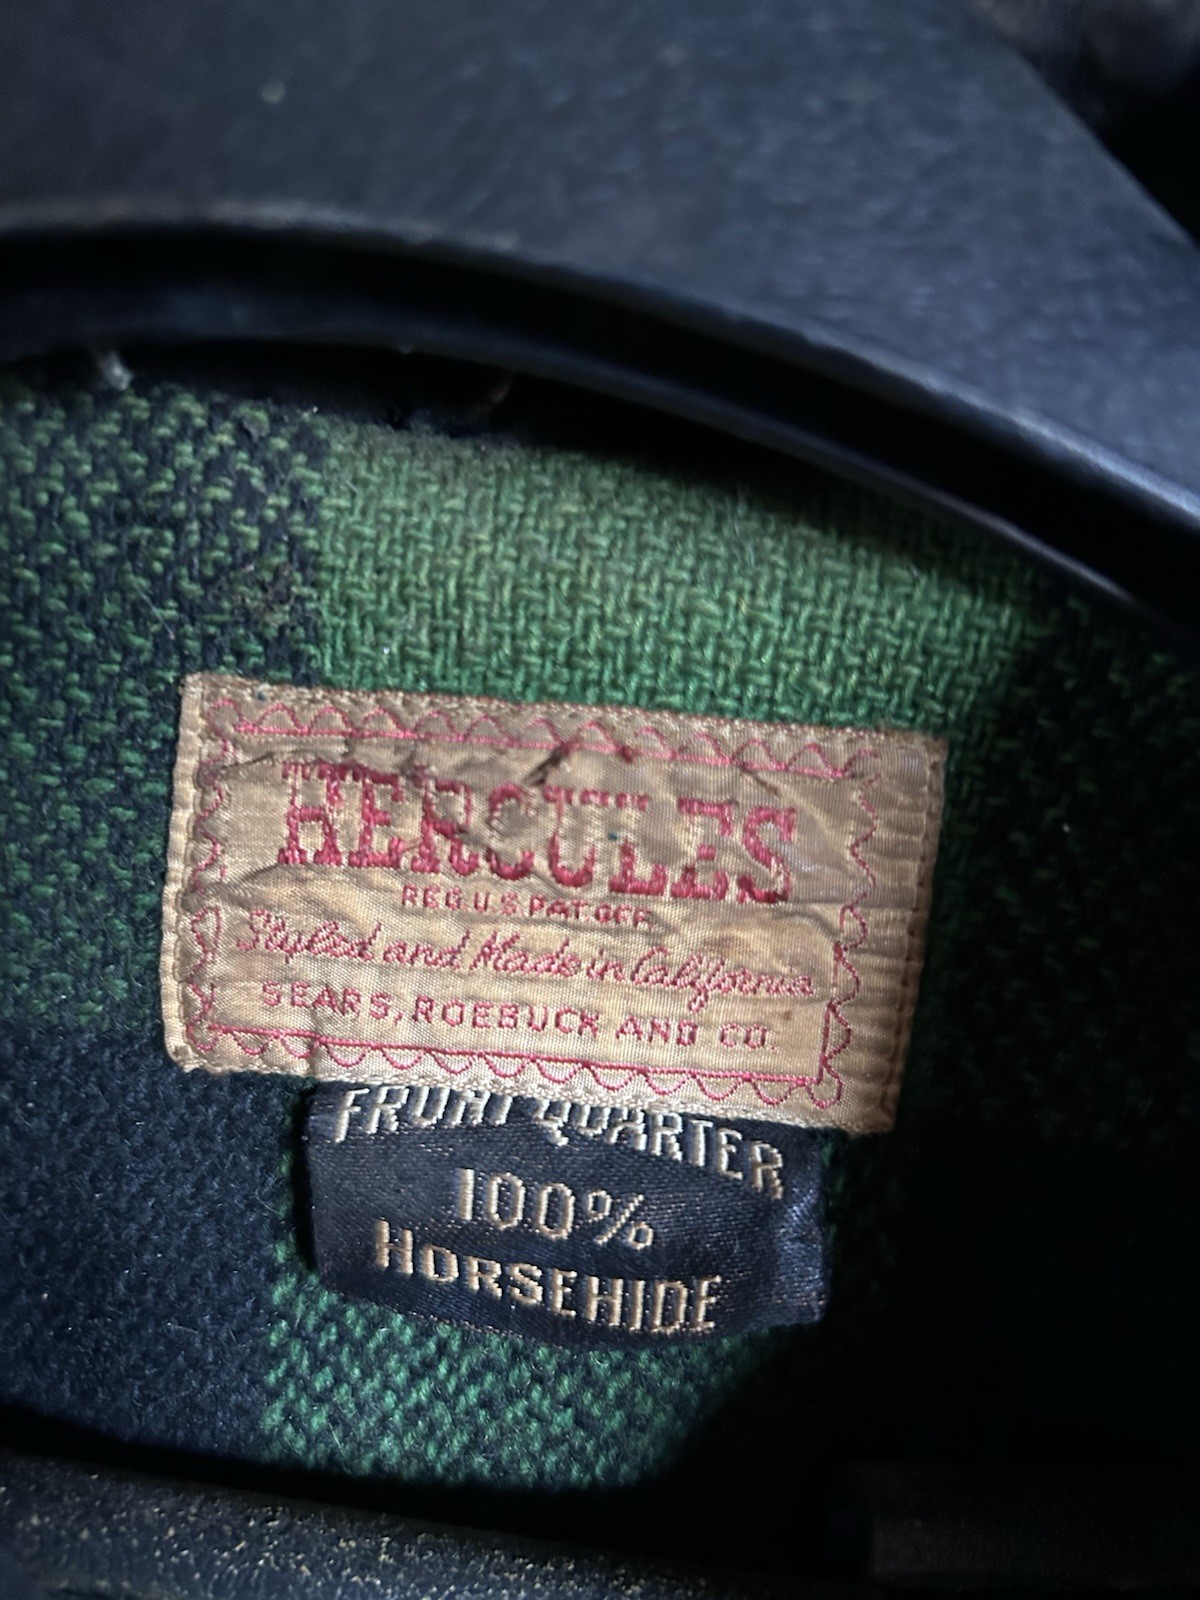 HERCULES
REG. U.S. PAT. OFF.
Styled and Made in California
SEARS, ROEBUCK AND CO.
FRONT QUARTER
100%
HORSEHIDE